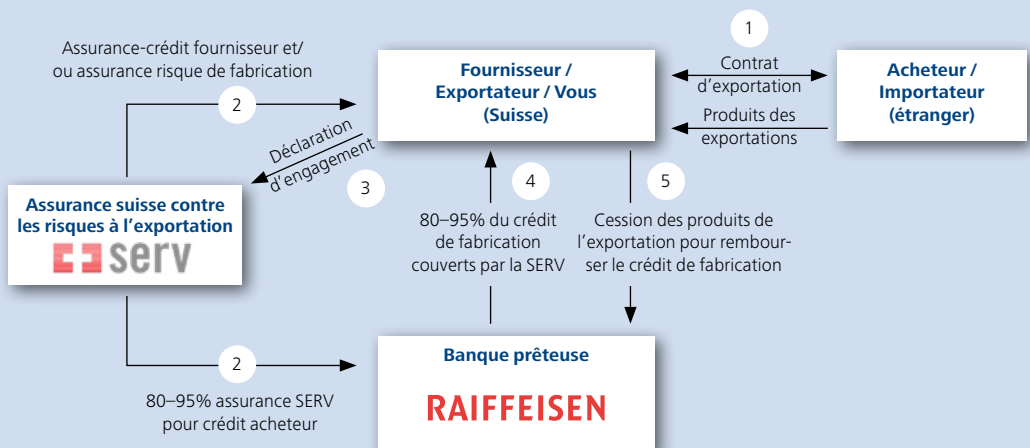 1
Assurance-crédit fournisseur et/
ou assurance risque de fabrication
2
Fournisseur /
Exportateur / Vous
(Suisse)
Contrat
d'exportation
Produits des
exportations
Acheteur /
Importateur
(étranger)
Déclaration
d'engagement
3
4
5
Assurance suisse contre
les risques à l'exportation
serv
80–95% du crédit
de fabrication
couverts par la SERV
Cession des produits de
l'exportation pour rembour-
ser le crédit de fabrication
2
80–95% assurance SERV
pour crédit acheteur
Banque prêteuse
RAIFFEISEN